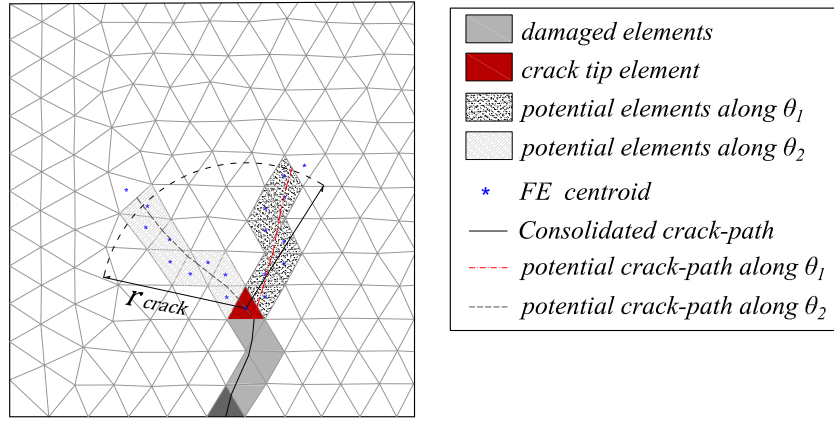 r crack
damaged elements
crack tip element
potential elements along θ1
potential elements along θ2
* FE centroid
Consolidated crack-path
potential crack-path along θ1
potential crack-path along θ2